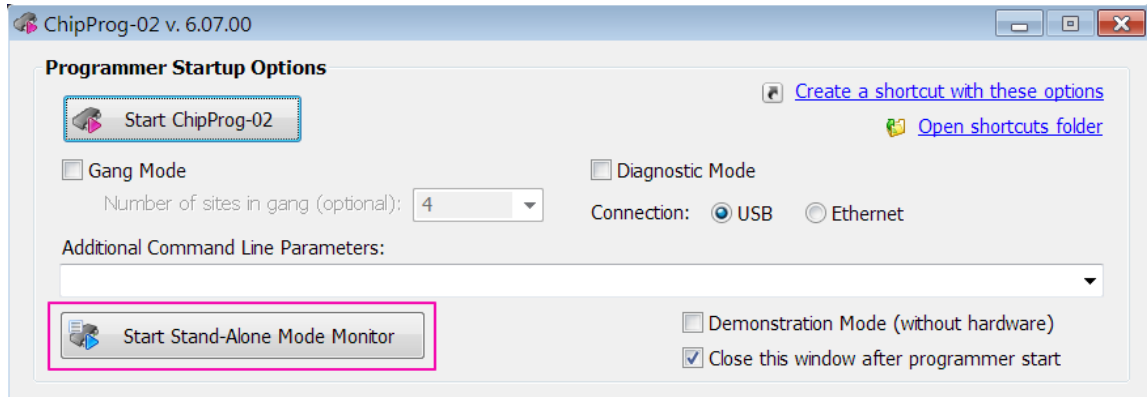 ChipProg-02 v. 6.07.00
Programmer Startup Options
Start ChipProg-02
Create a shortcut with these options
Open shortcuts folder
Gang Mode
Diagnostic Mode
Number of sites in gang (optional): 4
Connection: USB Ethernet
Additional Command Line Parameters:
Start Stand-Alone Mode Monitor
Demonstration Mode (without hardware)
Close this window after programmer start